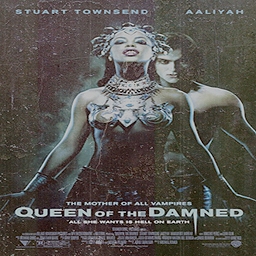 STUART TOWNSEND AALIYAH
THE MOTHER OF ALL VAMPIRES
QUEEN OF THE DAMNED
ALL SHE WANTS IS HELL ON EARTH